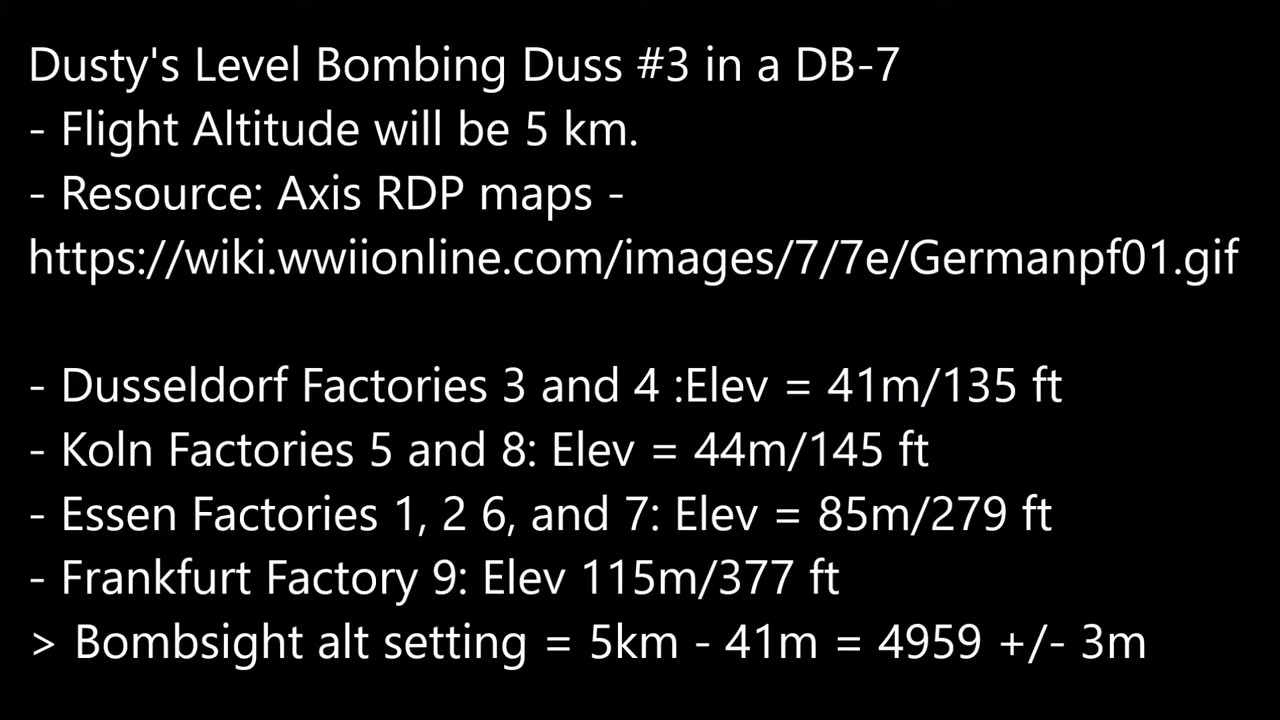 Dusty's Level Bombing Duss #3 in a DB-7
- Flight Altitude will be 5 km.
- Resource: Axis RDP maps -
https://wiki.wwiionline.com/images/7/7e/Germanpf01.gif
- Dusseldorf Factories 3 and 4 :Elev = 41m/135 ft
- Koln Factories 5 and 8: Elev = 44m/145 ft
- Essen Factories 1, 2 6, and 7: Elev = 85m/279 ft
- Frankfurt Factory 9: Elev 115m/377 ft
> Bombsight alt setting = 5km - 41m = 4959 +/- 3m